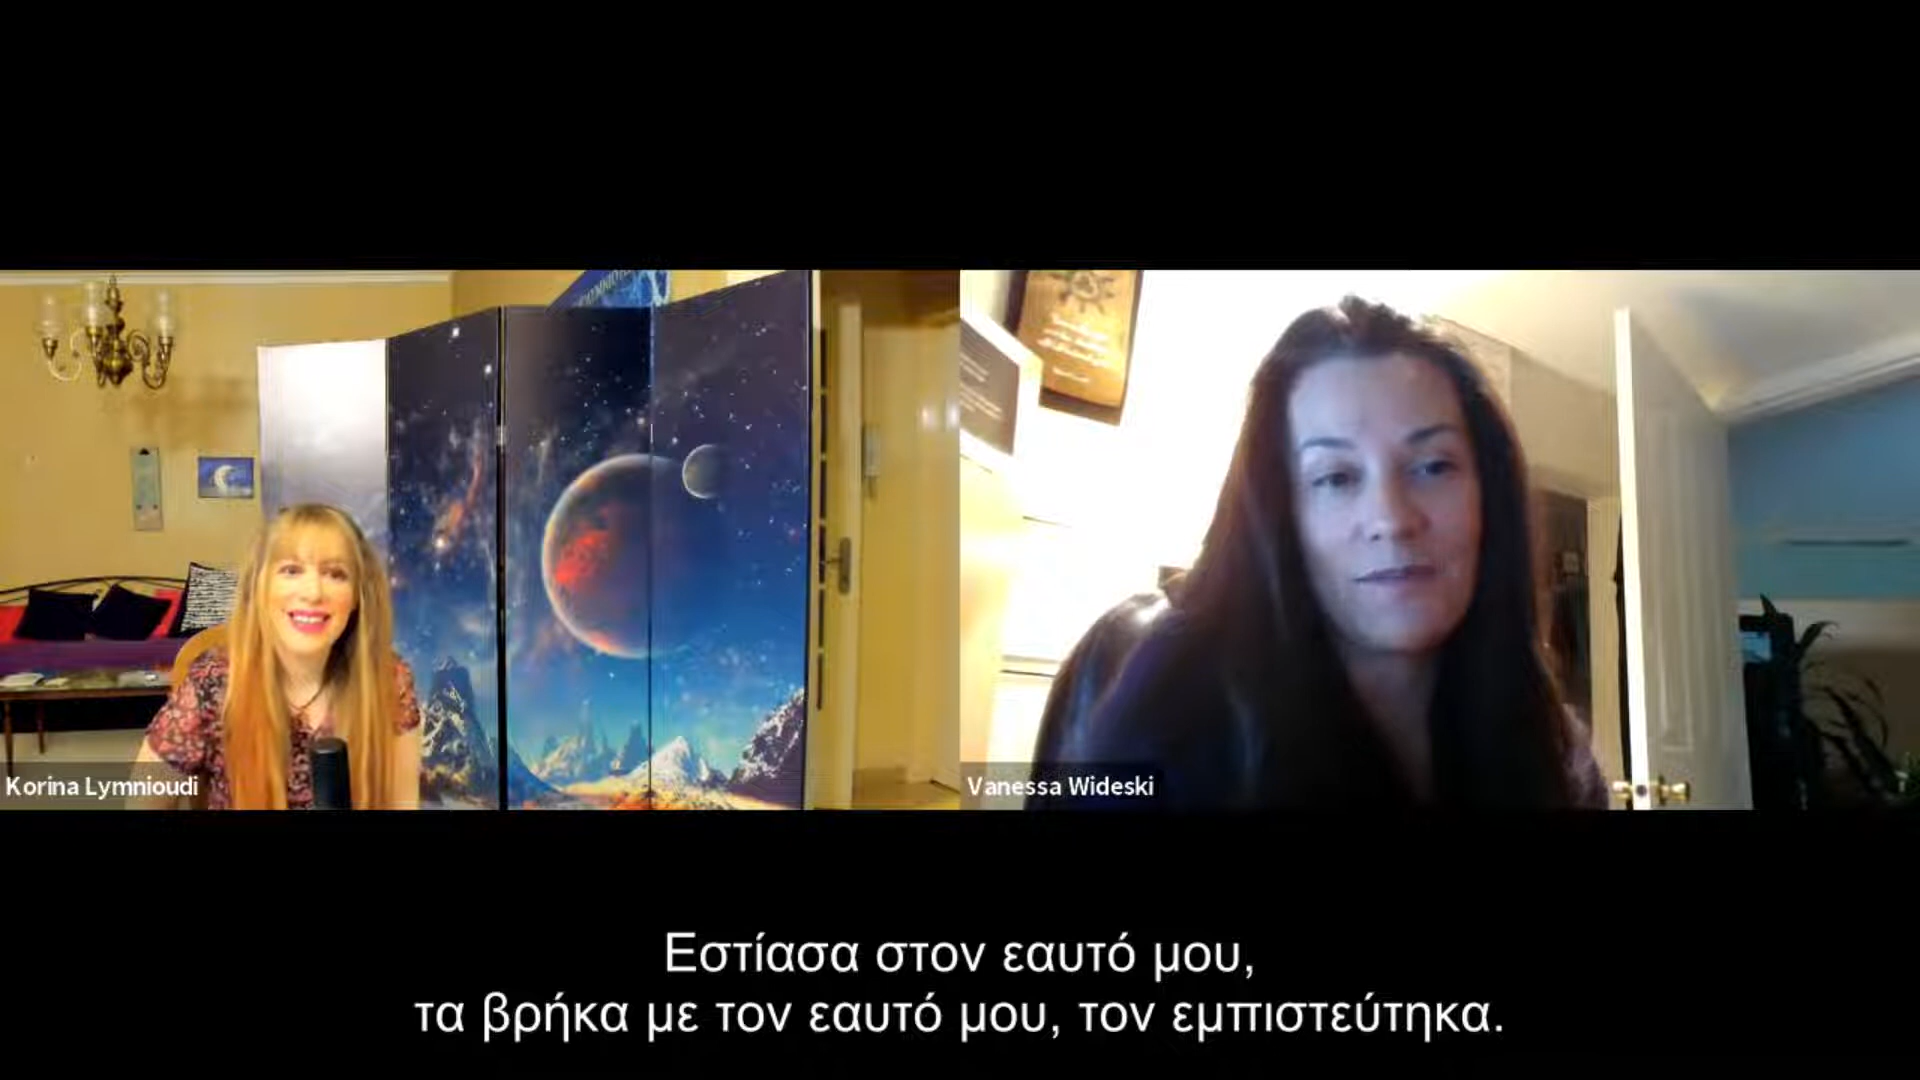 Korina Lymnioudi
Vanessa Wideski
Εστίασα στον εαυτό μου,
τα βρήκα με τον εαυτό μου, τον εμπιστεύτηκα.